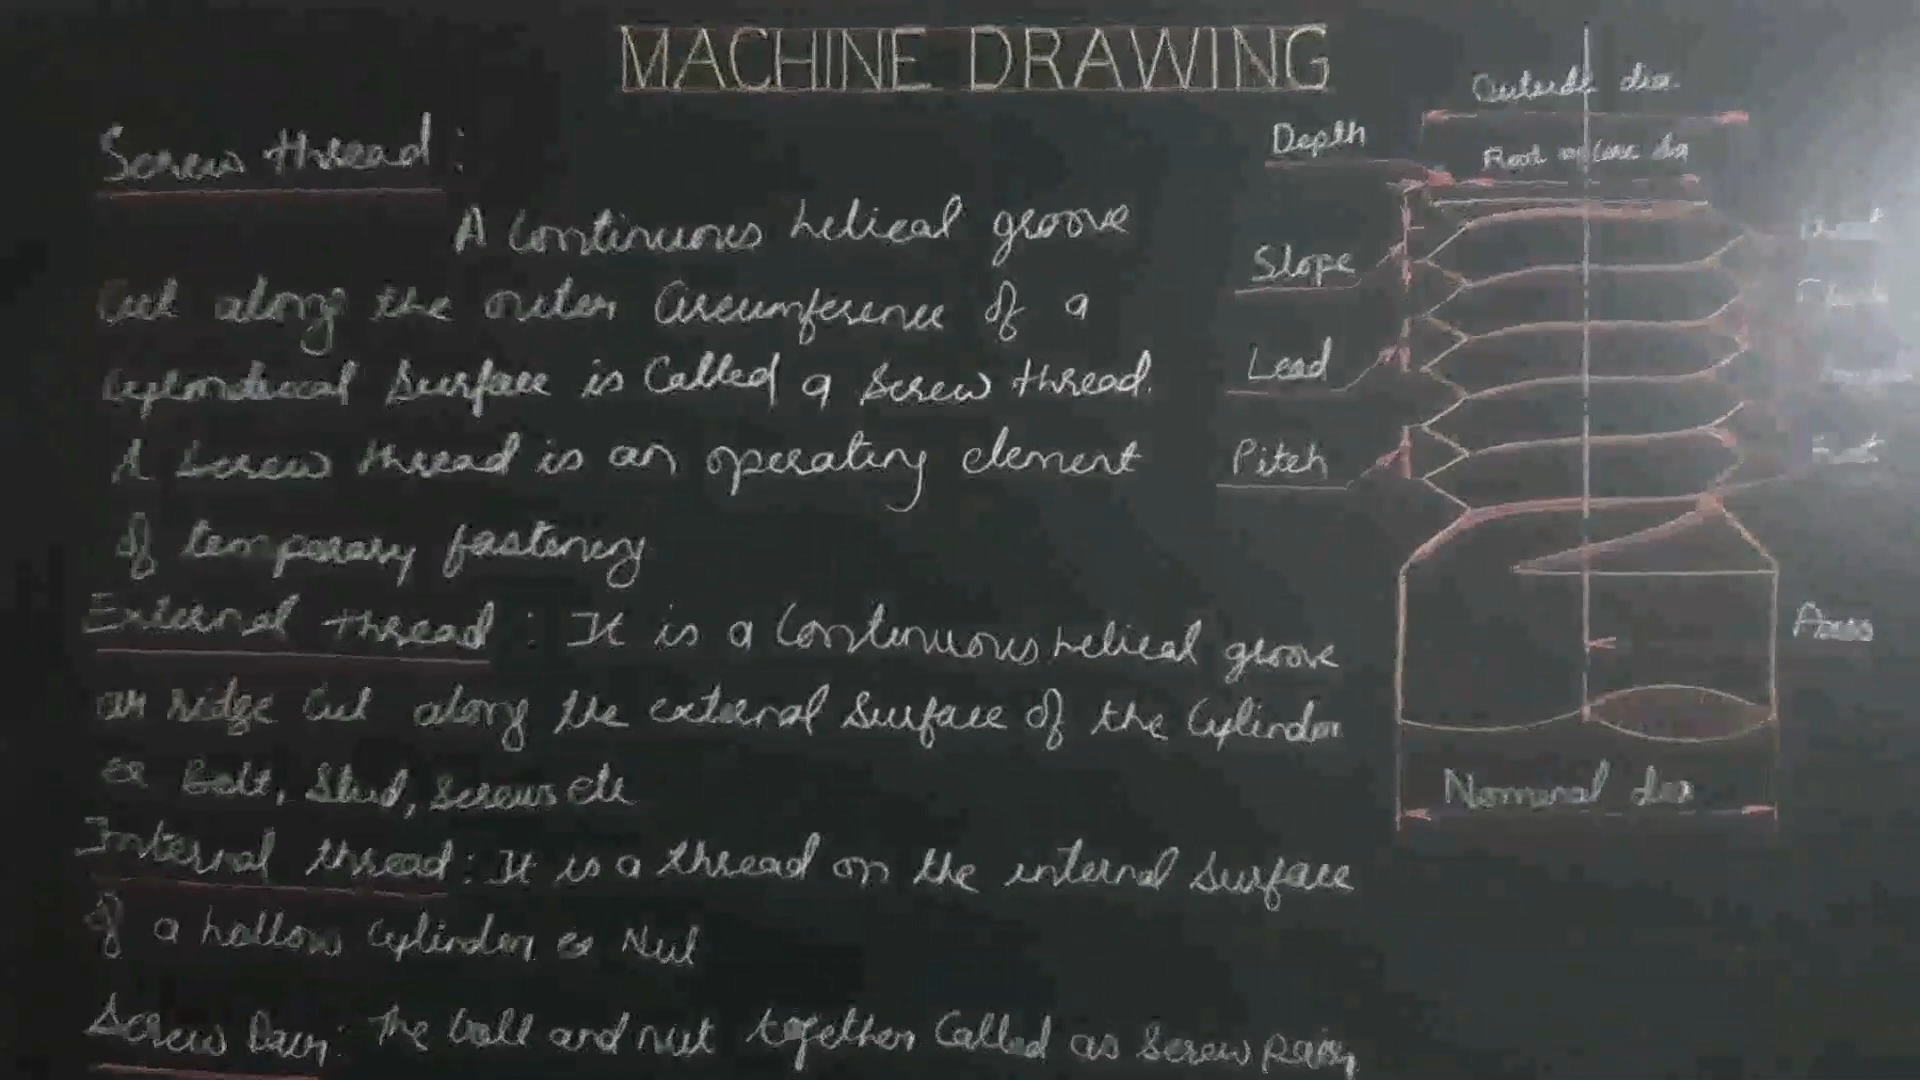 MACHINE DRAWING
Screw thread:
A Continuous helical groove
Cut along the outer Circumference of a
Cylindrical Surface is Called a Screw thread.
A Screw thread is an operating element
of temporary fastening
External thread: It is a Continuous helical groove
or ridge Cut along the external Surface of the Cylinder
ex Bolt, Stud, Screws etc
Internal thread: It is a thread on the internal Surface
of a hollow Cylinder ex Nut
Screw Pair: The bolt and nut together Called as Screw pair
Outside dia
Depth
Root or Core dia
Slope
Lead
Pitch
Nominal dia